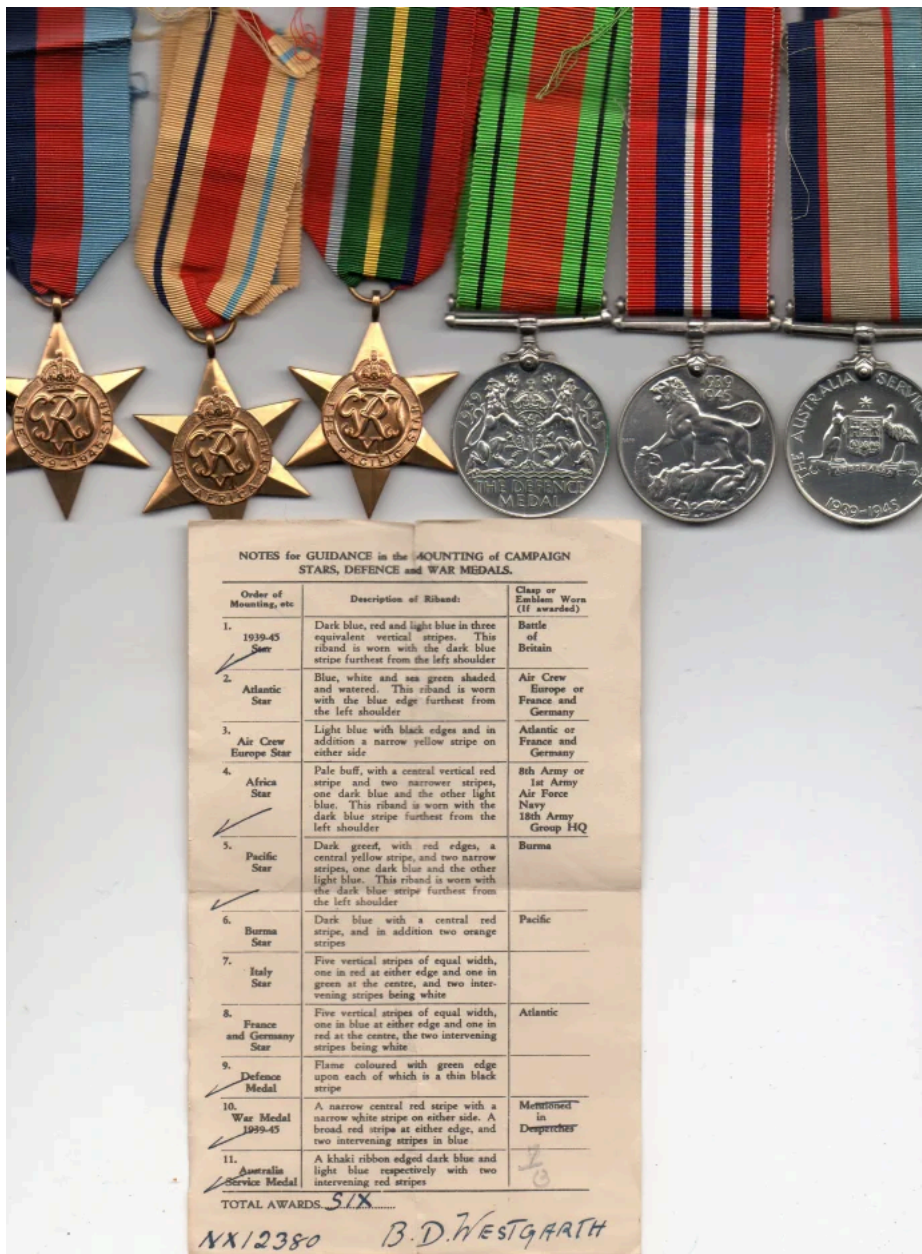 THE 1939-1945 STAR
THE AFRICA STAR
THE PACIFIC STAR
1939 1945
THE DEFENCE
MEDAL
1939
1945
THE AUSTRALIA SERVICE
1939-1945
NOTES for GUIDANCE in the MOUNTING of CAMPAIGN
STARS, DEFENCE and WAR MEDALS.
Order of Mounting, etc
Description of Riband:
Clasp or Emblem Worn (If awarded)
1.
1939-45
Star
Dark blue, red and light blue in three
equivalent vertical stripes. This
riband is worn with the dark blue
stripe furthest from the left shoulder
Battle
of
Britain
2.
Atlantic
Star
Blue, white and sea green shaded
and watered. This riband is worn
with the blue edge furthest from
the left shoulder
Air Crew
Europe or
France and
Germany
3.
Air Crew
Europe Star
Light blue with black edges and in
addition a narrow yellow stripe on
either side
Atlantic or
France and
Germany
4.
Africa
Star
Pale buff, with a central vertical red
stripe and two narrower stripes,
one dark blue and the other light
blue. This riband is worn with the
dark blue stripe furthest from the
left shoulder
8th Army or
1st Army
Air Force
Navy
18th Army
Group HQ
5.
Pacific
Star
Dark green, with red edges, a
central yellow stripe, and two narrow
stripes, one dark blue and the other
light blue. This riband is worn with
the dark blue stripe furthest from
the left shoulder
Burma
6.
Burma
Star
Dark blue with a central red
stripe, and in addition two orange
stripes
Pacific
7.
Italy
Star
Five vertical stripes of equal width,
one in red at either edge and one in
green at the centre, and two inter-
vening stripes being white
8.
France
and Germany
Star
Five vertical stripes of equal width,
one in blue at either edge and one in
red at the centre, the two intervening
stripes being white
Atlantic
9.
Defence
Medal
Flame coloured with green edge
upon each of which is a thin black
stripe
10.
War Medal
1939-45
A narrow central red stripe with a
narrow white stripe on either side. A
broad red stripe at either edge, and
two intervening stripes in blue
Mentioned
in
Despatches
11.
Australia
Service Medal
A khaki ribbon edged dark blue and
light blue respectively with two
intervening red stripes
TOTAL AWARDS SIX
NX12380 B.D. WESTGARTH